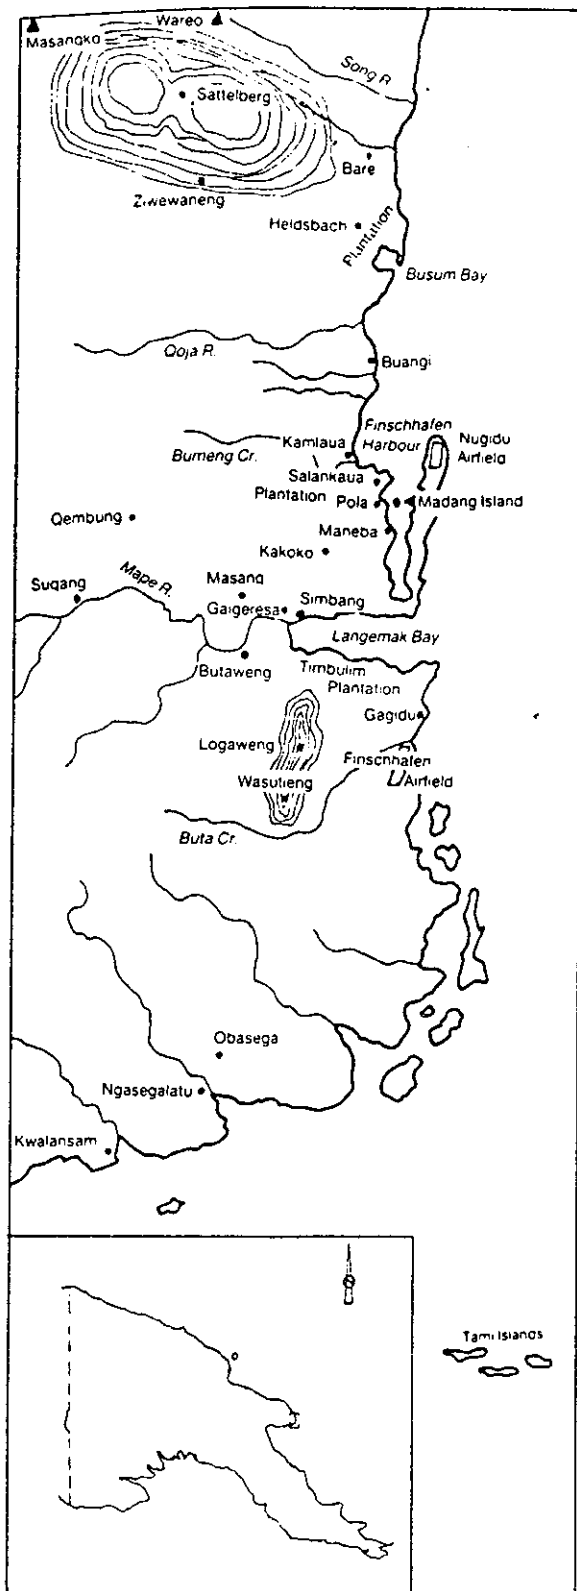 Wareo
Masangko
Song R.
Sattelberg
Bare
Ziwewaneng
Heldsbach
Plantation
Busum Bay
Qoja R.
Buangi
Finschhafen
Harbour
Nugidu
Airfield
Kamlaua
Bumeng Cr.
Salankaua
Plantation
Pola
Madang Island
Qembung
Maneba
Kakoko
Mape R.
Masang
Sugang
Gaigeresa
Simbang
Langemak Bay
Butaweng
Timbulim
Plantation
Gagidu
Logaweng
Finschhafen
Airfield
Wasutieng
Buta Cr.
Obasega
Ngasegalatu
Kwalansam
Tami Islands